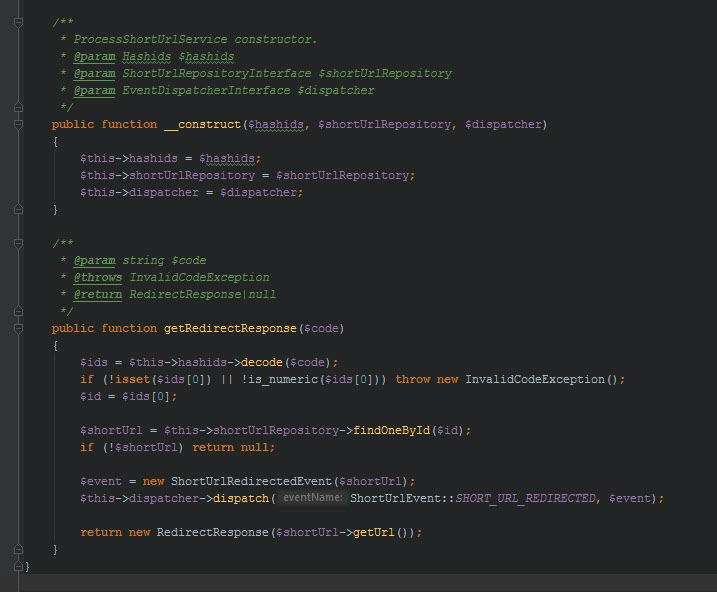 /**
 * ProcessShortUrlService constructor.
 * @param Hashids $hashids
 * @param ShortUrlRepositoryInterface $shortUrlRepository
 * @param EventDispatcherInterface $dispatcher
 */
public function __construct($hashids, $shortUrlRepository, $dispatcher)
{
    $this->hashids = $hashids;
    $this->shortUrlRepository = $shortUrlRepository;
    $this->dispatcher = $dispatcher;
}
/**
 * @param string $code
 * @throws InvalidCodeException
 * @return RedirectResponse|null
 */
public function getRedirectResponse($code)
{
    $ids = $this->hashids->decode($code);
    if (!isset($ids[0]) || !is_numeric($ids[0])) throw new InvalidCodeException();
    $id = $ids[0];
    $shortUrl = $this->shortUrlRepository->findOneById($id);
    if (!$shortUrl) return null;
    $event = new ShortUrlRedirectedEvent($shortUrl);
    $this->dispatcher->dispatch( eventName: ShortUrlEvent::SHORT_URL_REDIRECTED, $event);
    return new RedirectResponse($shortUrl->getUrl());
}
}